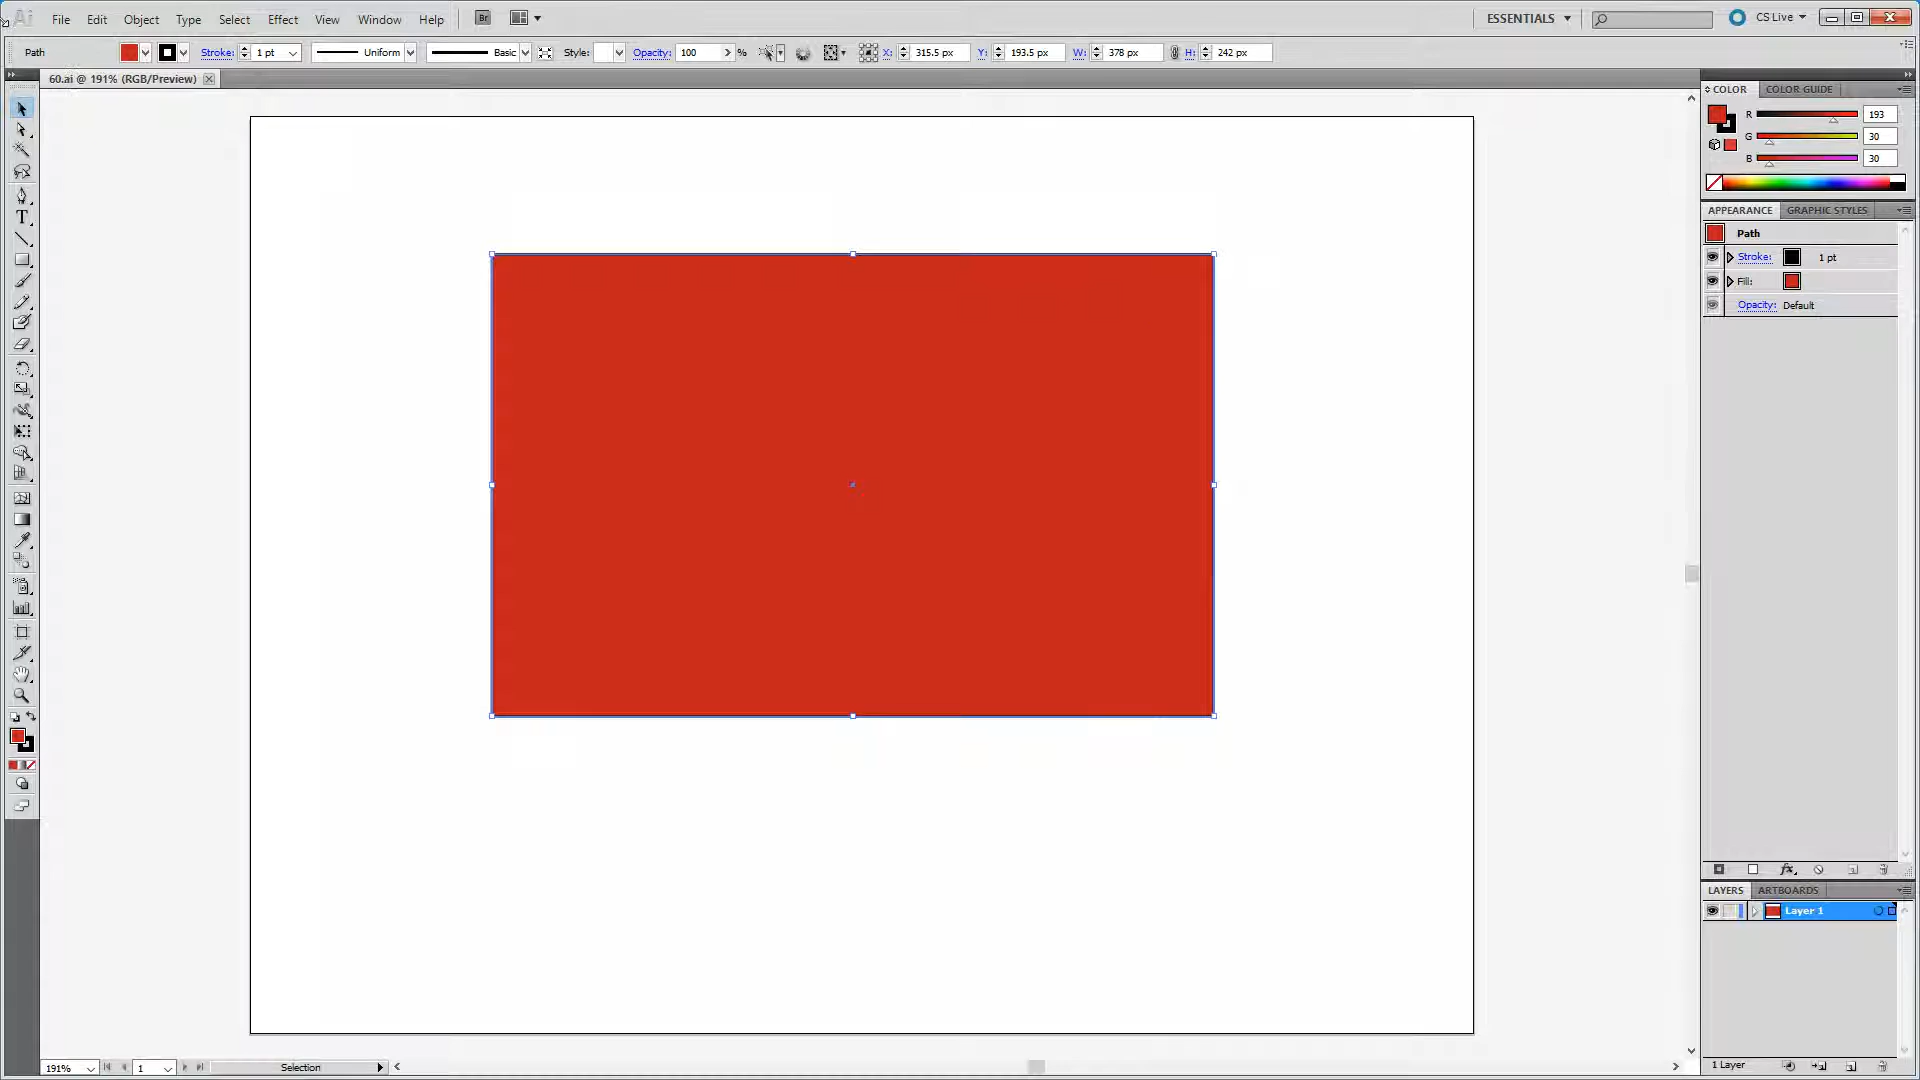 Ai File Edit Object Type Select Effect View Window Help Br ESSENTIALS CS Live
Path Stroke: 1 pt Uniform Basic Style: Opacity: 100 % X: 315.5 px Y: 193.5 px W: 378 px H: 242 px
60.ai @ 191% (RGB/Preview)
COLOR COLOR GUIDE
R 193
G 30
B 30
T
APPEARANCE GRAPHIC STYLES
Path
Stroke: 1 pt
Fill:
Opacity: Default
fx
LAYERS ARTBOARDS
Layer 1
191% 1 Selection
1 Layer